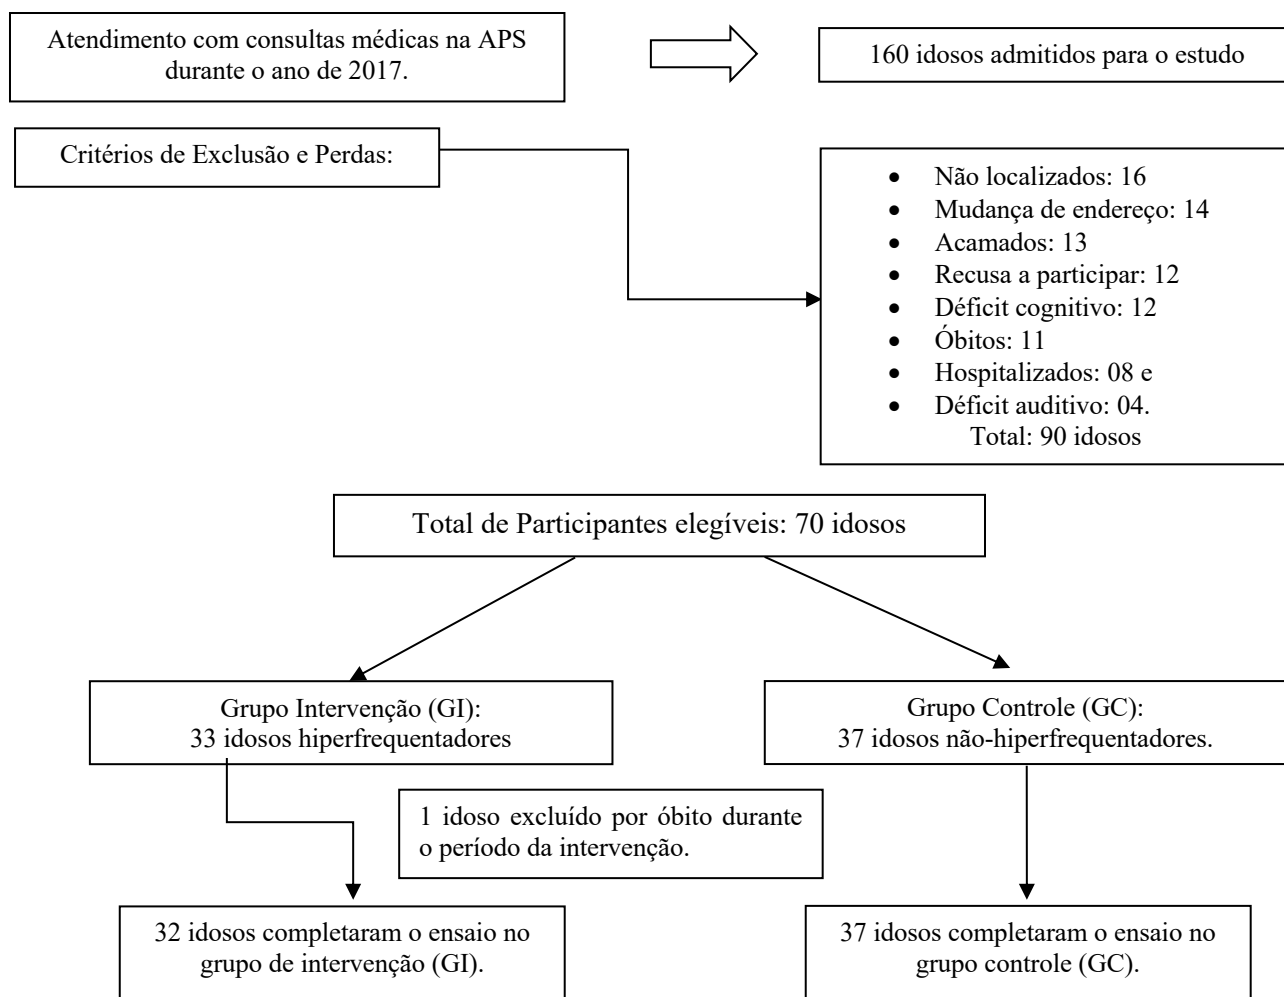 Atendimento com consultas médicas na APS
durante o ano de 2017.
160 idosos admitidos para o estudo
Critérios de Exclusão e Perdas:
• Não localizados: 16
• Mudança de endereço: 14
• Acamados: 13
• Recusa a participar: 12
• Déficit cognitivo: 12
• Óbitos: 11
• Hospitalizados: 08 e
• Déficit auditivo: 04.
Total: 90 idosos
Total de Participantes elegíveis: 70 idosos
Grupo Intervenção (GI):
33 idosos hiperfrequentadores
Grupo Controle (GC):
37 idosos não-hiperfrequentadores.
1 idoso excluído por óbito durante
o período da intervenção.
32 idosos completaram o ensaio no
grupo de intervenção (GI).
37 idosos completaram o ensaio no
grupo controle (GC).